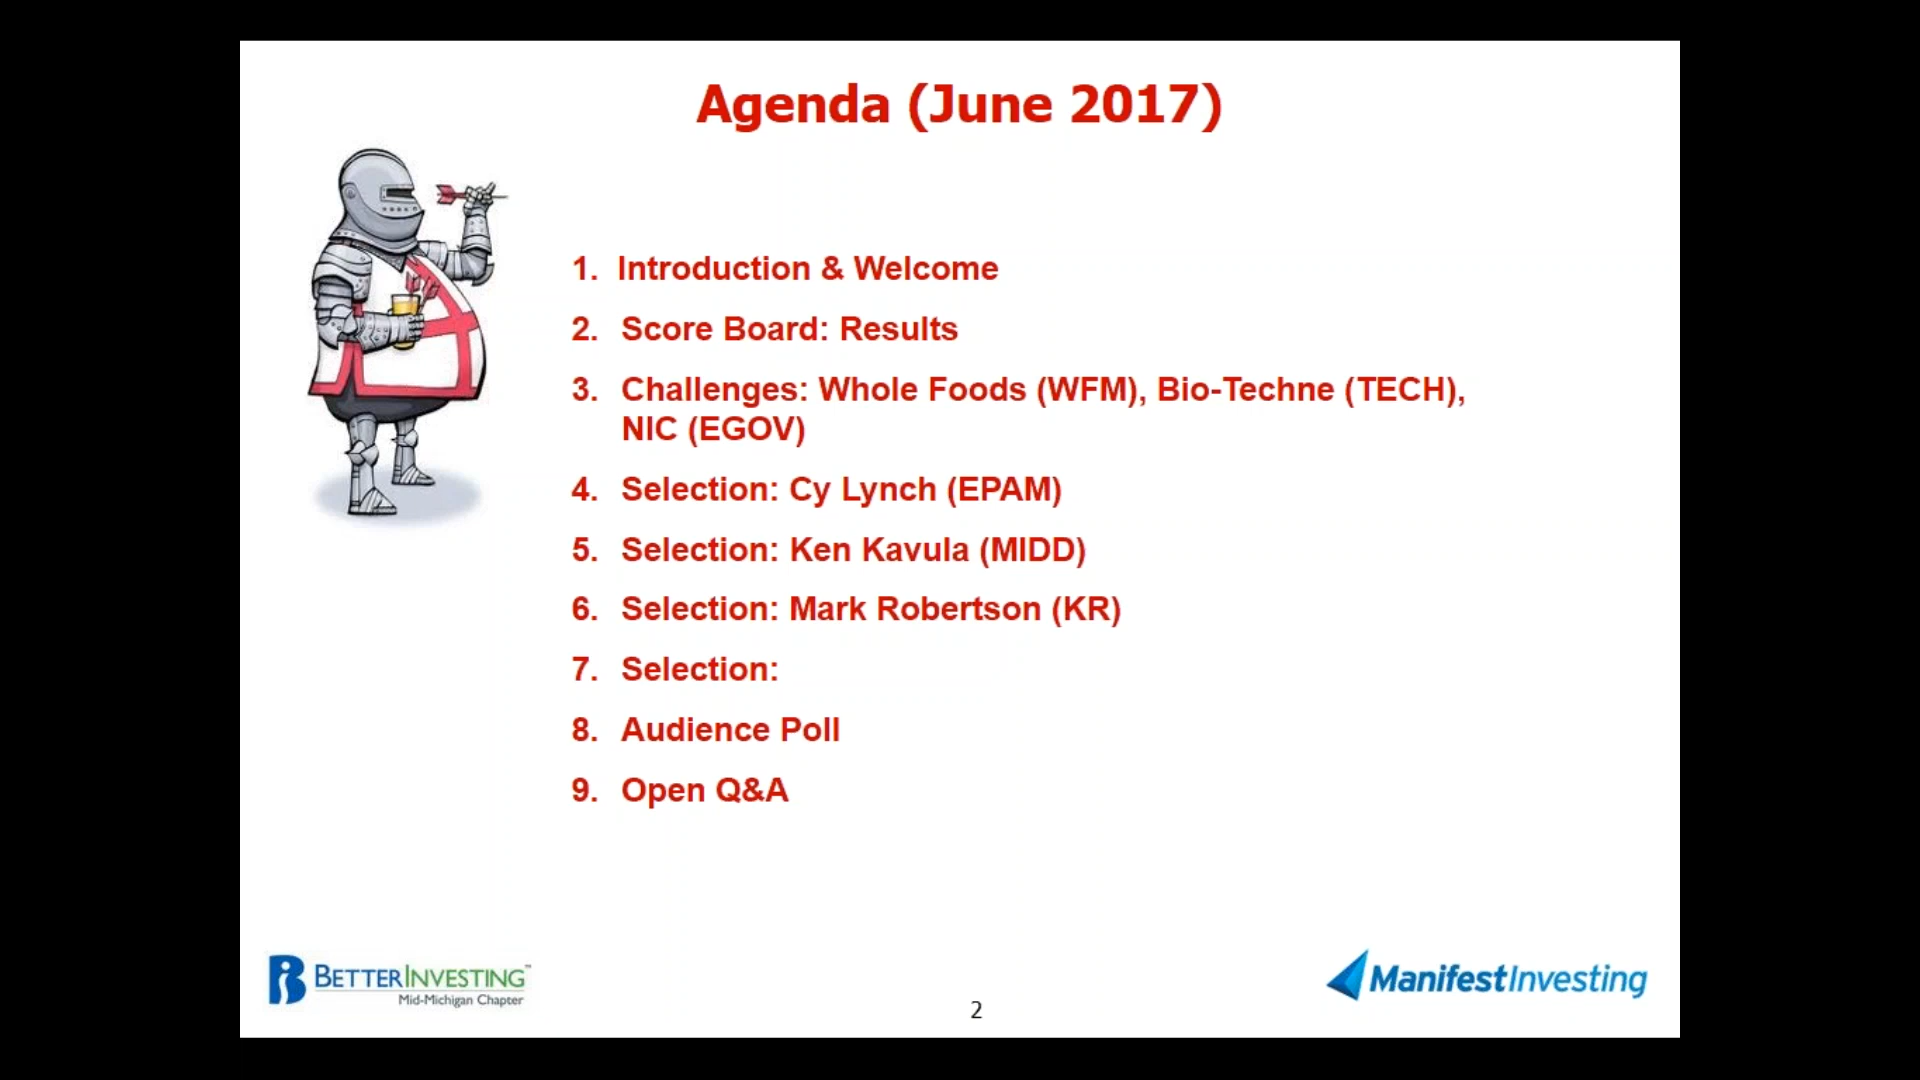 Agenda (June 2017)
1. Introduction & Welcome
2. Score Board: Results
3. Challenges: Whole Foods (WFM), Bio-Techne (TECH),
NIC (EGOV)
4. Selection: Cy Lynch (EPAM)
5. Selection: Ken Kavula (MIDD)
6. Selection: Mark Robertson (KR)
7. Selection:
8. Audience Poll
9. Open Q&A
BETTERINVESTING™
Mid-Michigan Chapter
2
ManifestInvesting